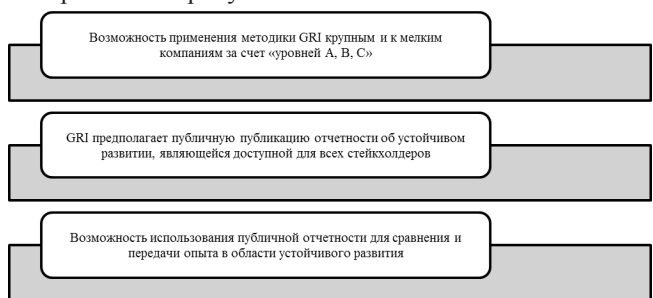 Возможность применения методики GRI крупным и к мелким
компаниям за счет «уровней А, В, С»
GRI предполагает публичную публикацию отчетности об устойчивом
развитии, являющейся доступной для всех стейкхолдеров
Возможность использования публичной отчетности для сравнения и
передачи опыта в области устойчивого развития